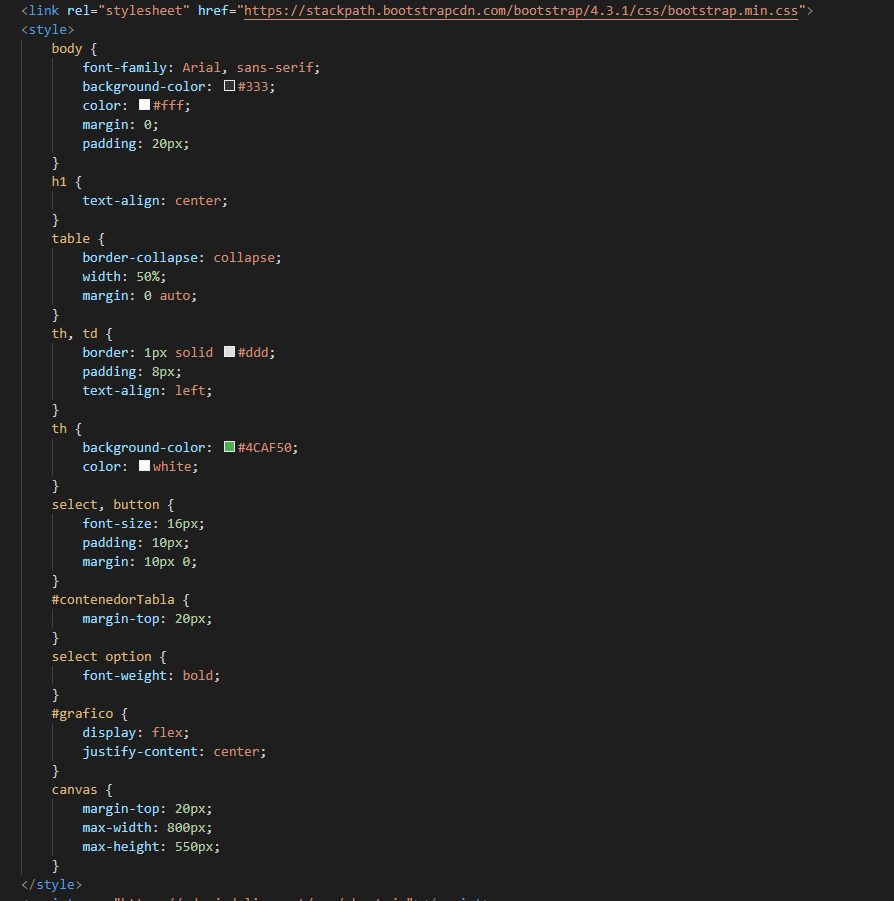 <link rel="stylesheet" href="https://stackpath.bootstrapcdn.com/bootstrap/4.3.1/css/bootstrap.min.css">
<style>
    body {
        font-family: Arial, sans-serif;
        background-color: #333;
        color: #fff;
        margin: 0;
        padding: 20px;
    }
    h1 {
        text-align: center;
    }
    table {
        border-collapse: collapse;
        width: 50%;
        margin: 0 auto;
    }
    th, td {
        border: 1px solid #ddd;
        padding: 8px;
        text-align: left;
    }
    th {
        background-color: #4CAF50;
        color: white;
    }
    select, button {
        font-size: 16px;
        padding: 10px;
        margin: 10px 0;
    }
    #contenedorTabla {
        margin-top: 20px;
    }
    select option {
        font-weight: bold;
    }
    #grafico {
        display: flex;
        justify-content: center;
    }
    canvas {
        margin-top: 20px;
        max-width: 800px;
        max-height: 550px;
    }
</style>